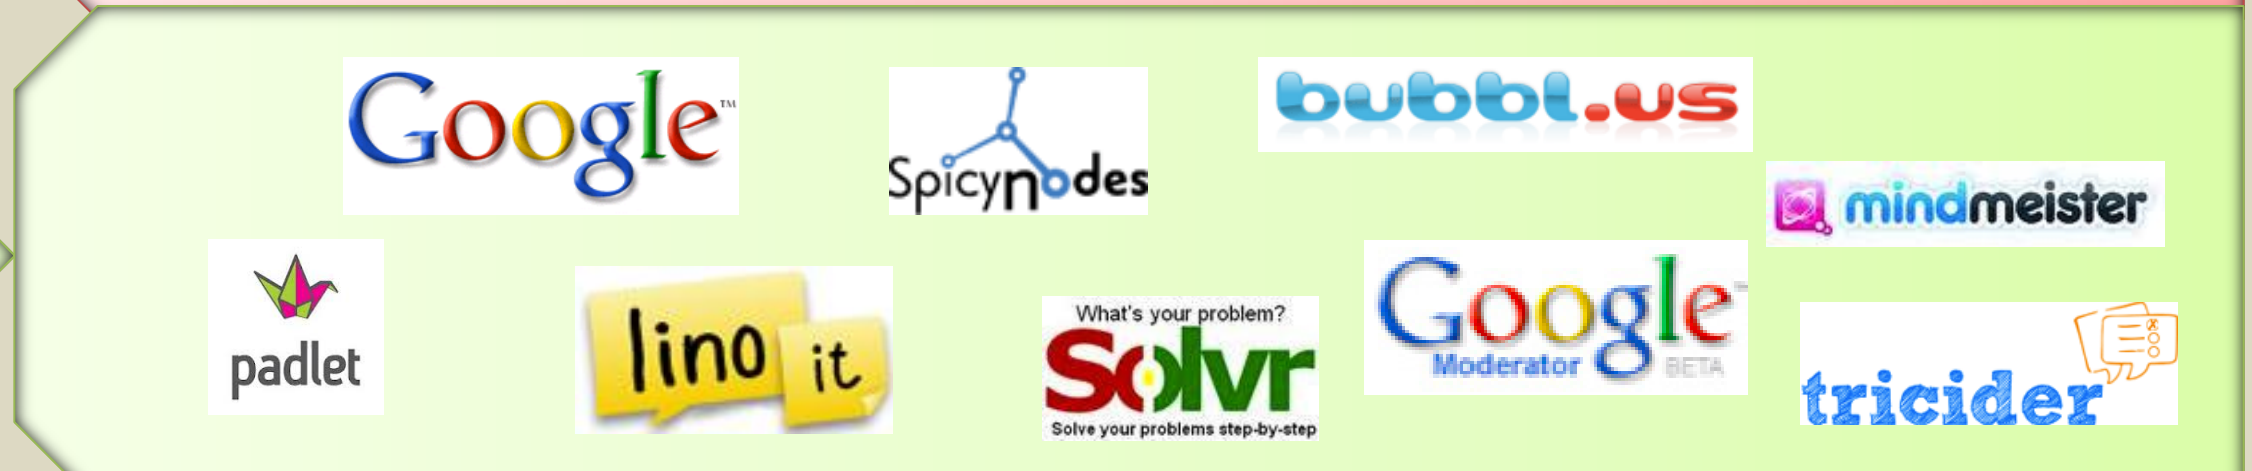 Google™
Spicynodes
bubbl.us
mindmeister
padlet
lino it
What's your problem?
Solvr
Solve your problems step-by-step
Google
Moderator BETA
tricider